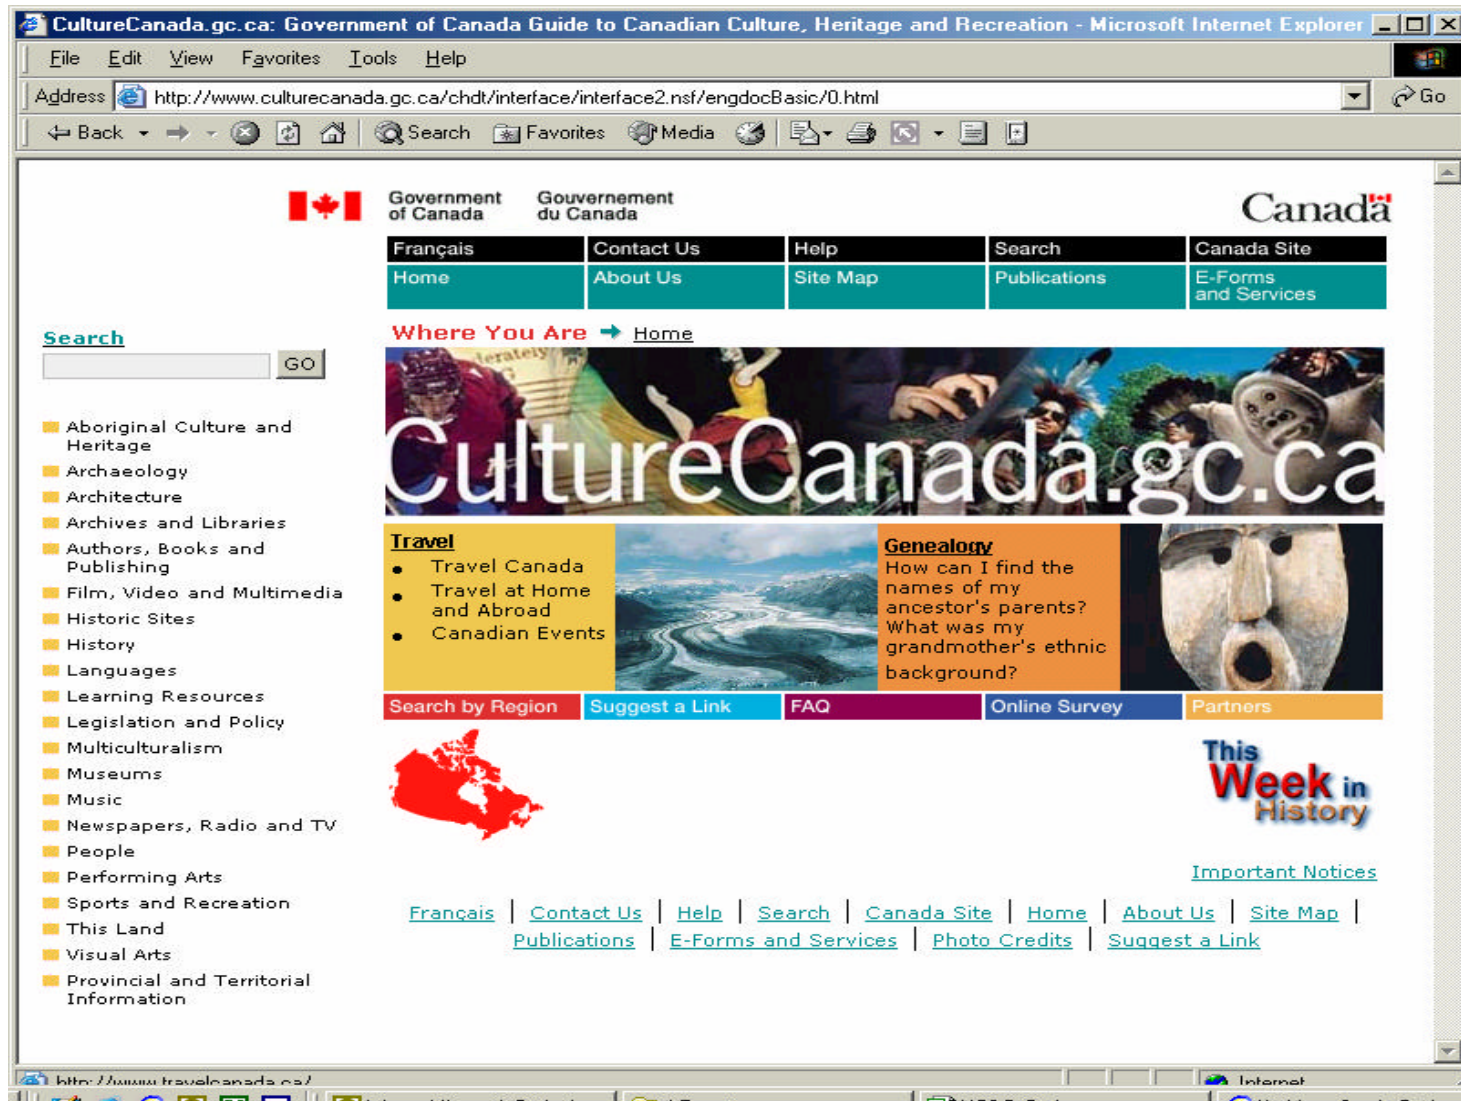 CultureCanada.gc.ca: Government of Canada Guide to Canadian Culture, Heritage and Recreation - Microsoft Internet Explorer
File Edit View Favorites Tools Help
Address http://www.culturecanada.gc.ca/chdt/interface/interface2.nsf/engdocBasic/0.html Go
Back Search Favorites Media
Government of Canada
Gouvernement du Canada
Canada
Français Contact Us Help Search Canada Site
Home About Us Site Map Publications E-Forms
and Services
Where You Are Home
Search
GO
Aboriginal Culture and
Heritage
Archaeology
Architecture
Archives and Libraries
Authors, Books and
Publishing
Film, Video and Multimedia
Historic Sites
History
Languages
Learning Resources
Legislation and Policy
Multiculturalism
Museums
Music
Newspapers, Radio and TV
People
Performing Arts
Sports and Recreation
This Land
Visual Arts
Provincial and Territorial
Information
erately
CultureCanada.gc.ca
Travel
Travel Canada
Travel at Home
and Abroad
Canadian Events
Genealogy
How can I find the
names of my
ancestor's parents?
What was my
grandmother's ethnic
background?
Search by Region Suggest a Link FAQ Online Survey Partners
This
Week in
History
Important Notices
Français | Contact Us | Help | Search | Canada Site | Home | About Us | Site Map |
Publications | E-Forms and Services | Photo Credits | Suggest a Link
http://www.travelcanada.ca/ Internet